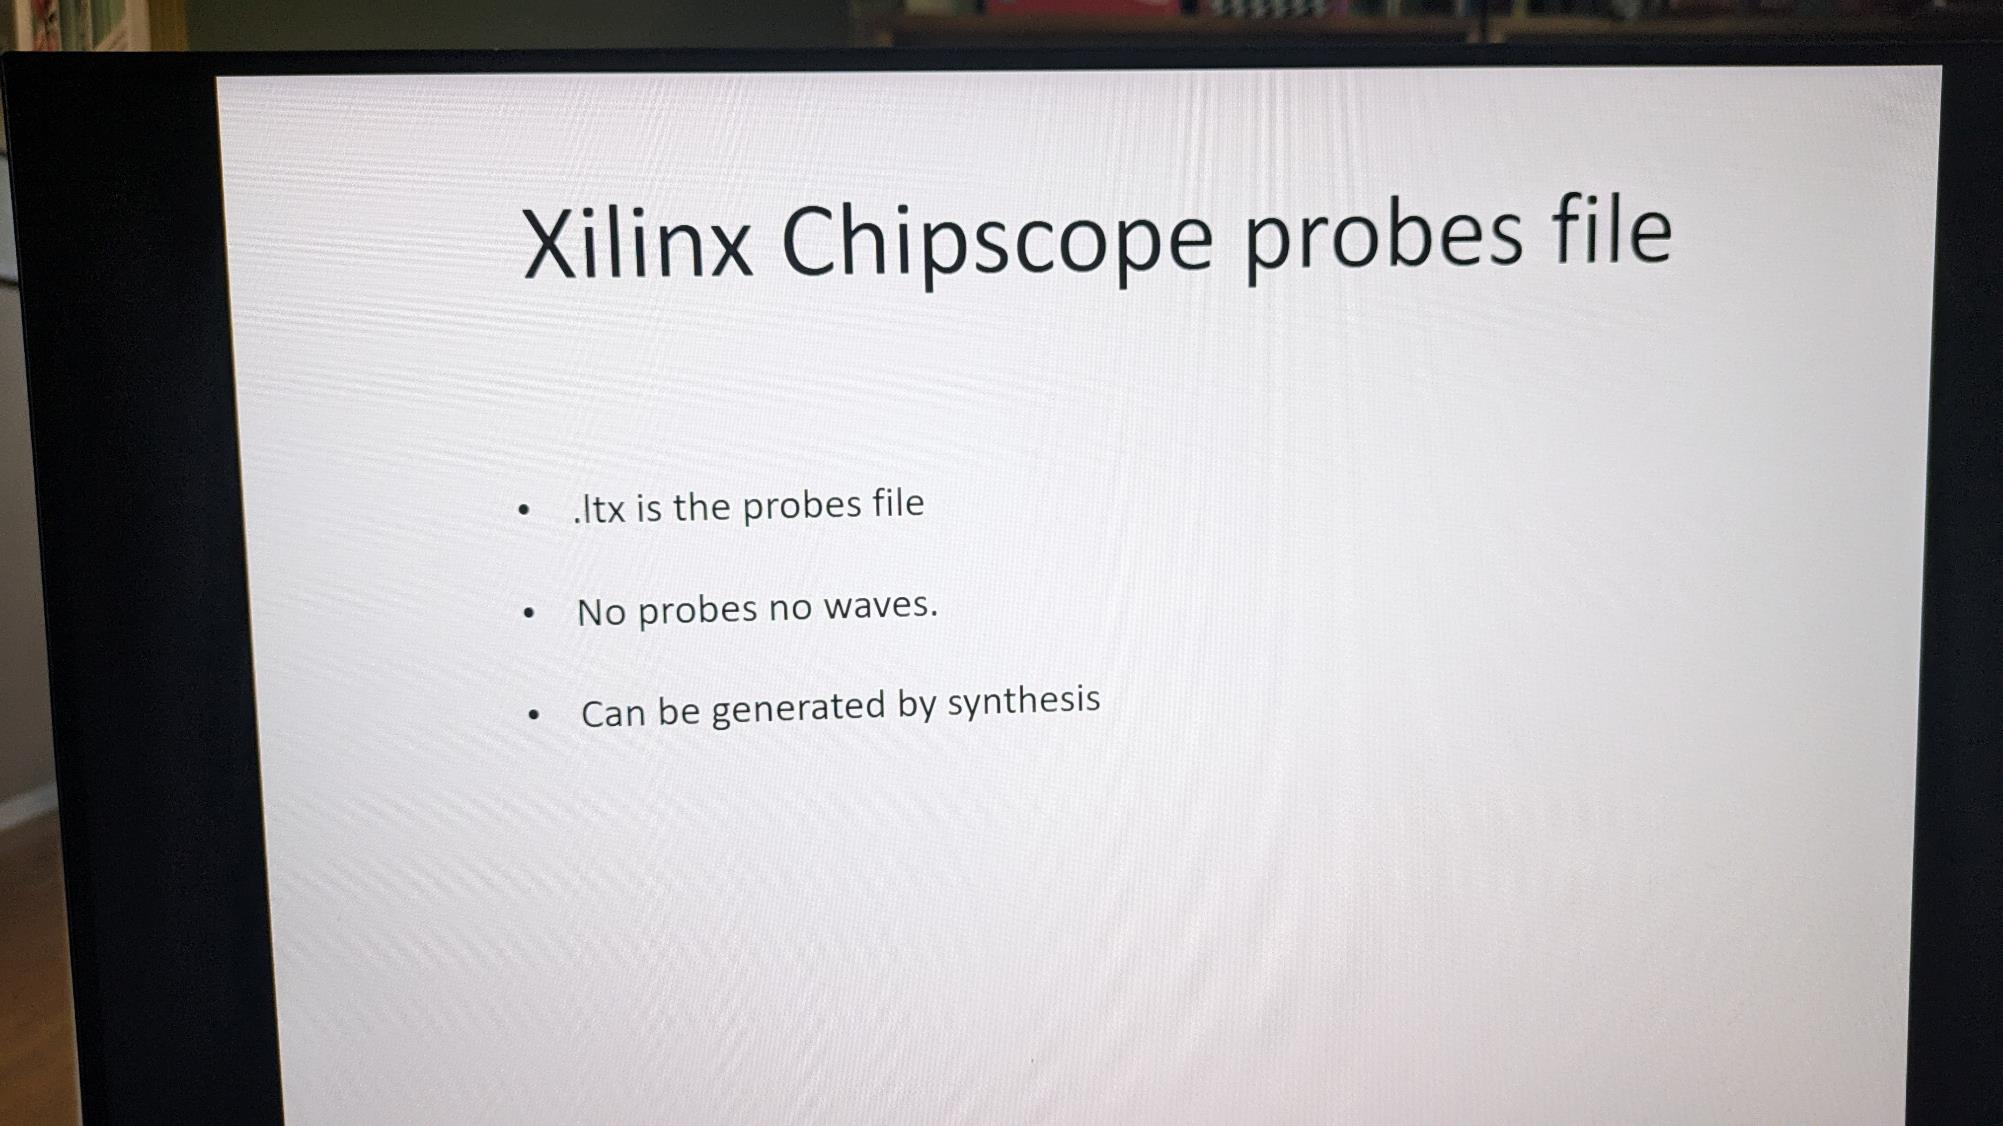 Xilinx Chipscope probes file
• .ltx is the probes file
• No probes no waves.
• Can be generated by synthesis